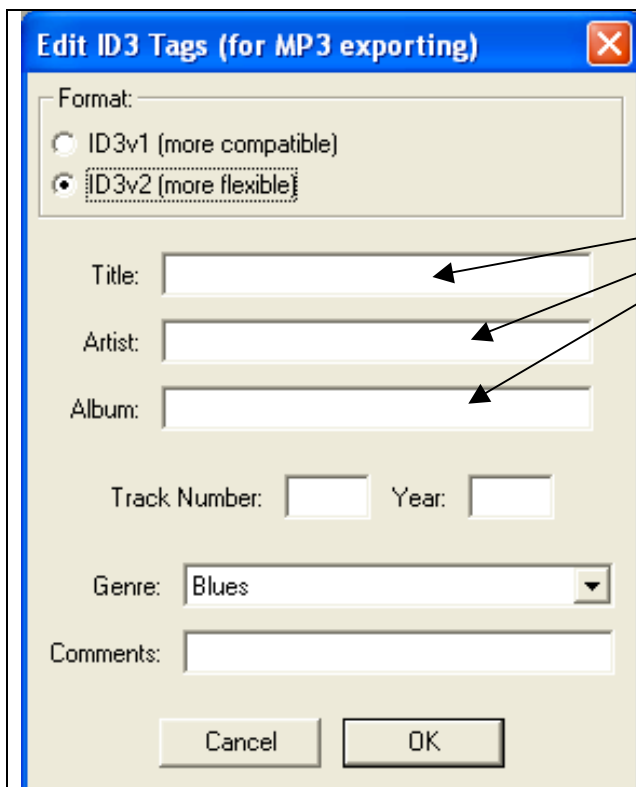 Edit ID3 Tags (for MP3 exporting)
Format:
ID3v1 (more compatible)
ID3v2 (more flexible)
Title:
Artist:
Album:
Track Number: Year:
Genre: Blues
Comments:
Cancel OK